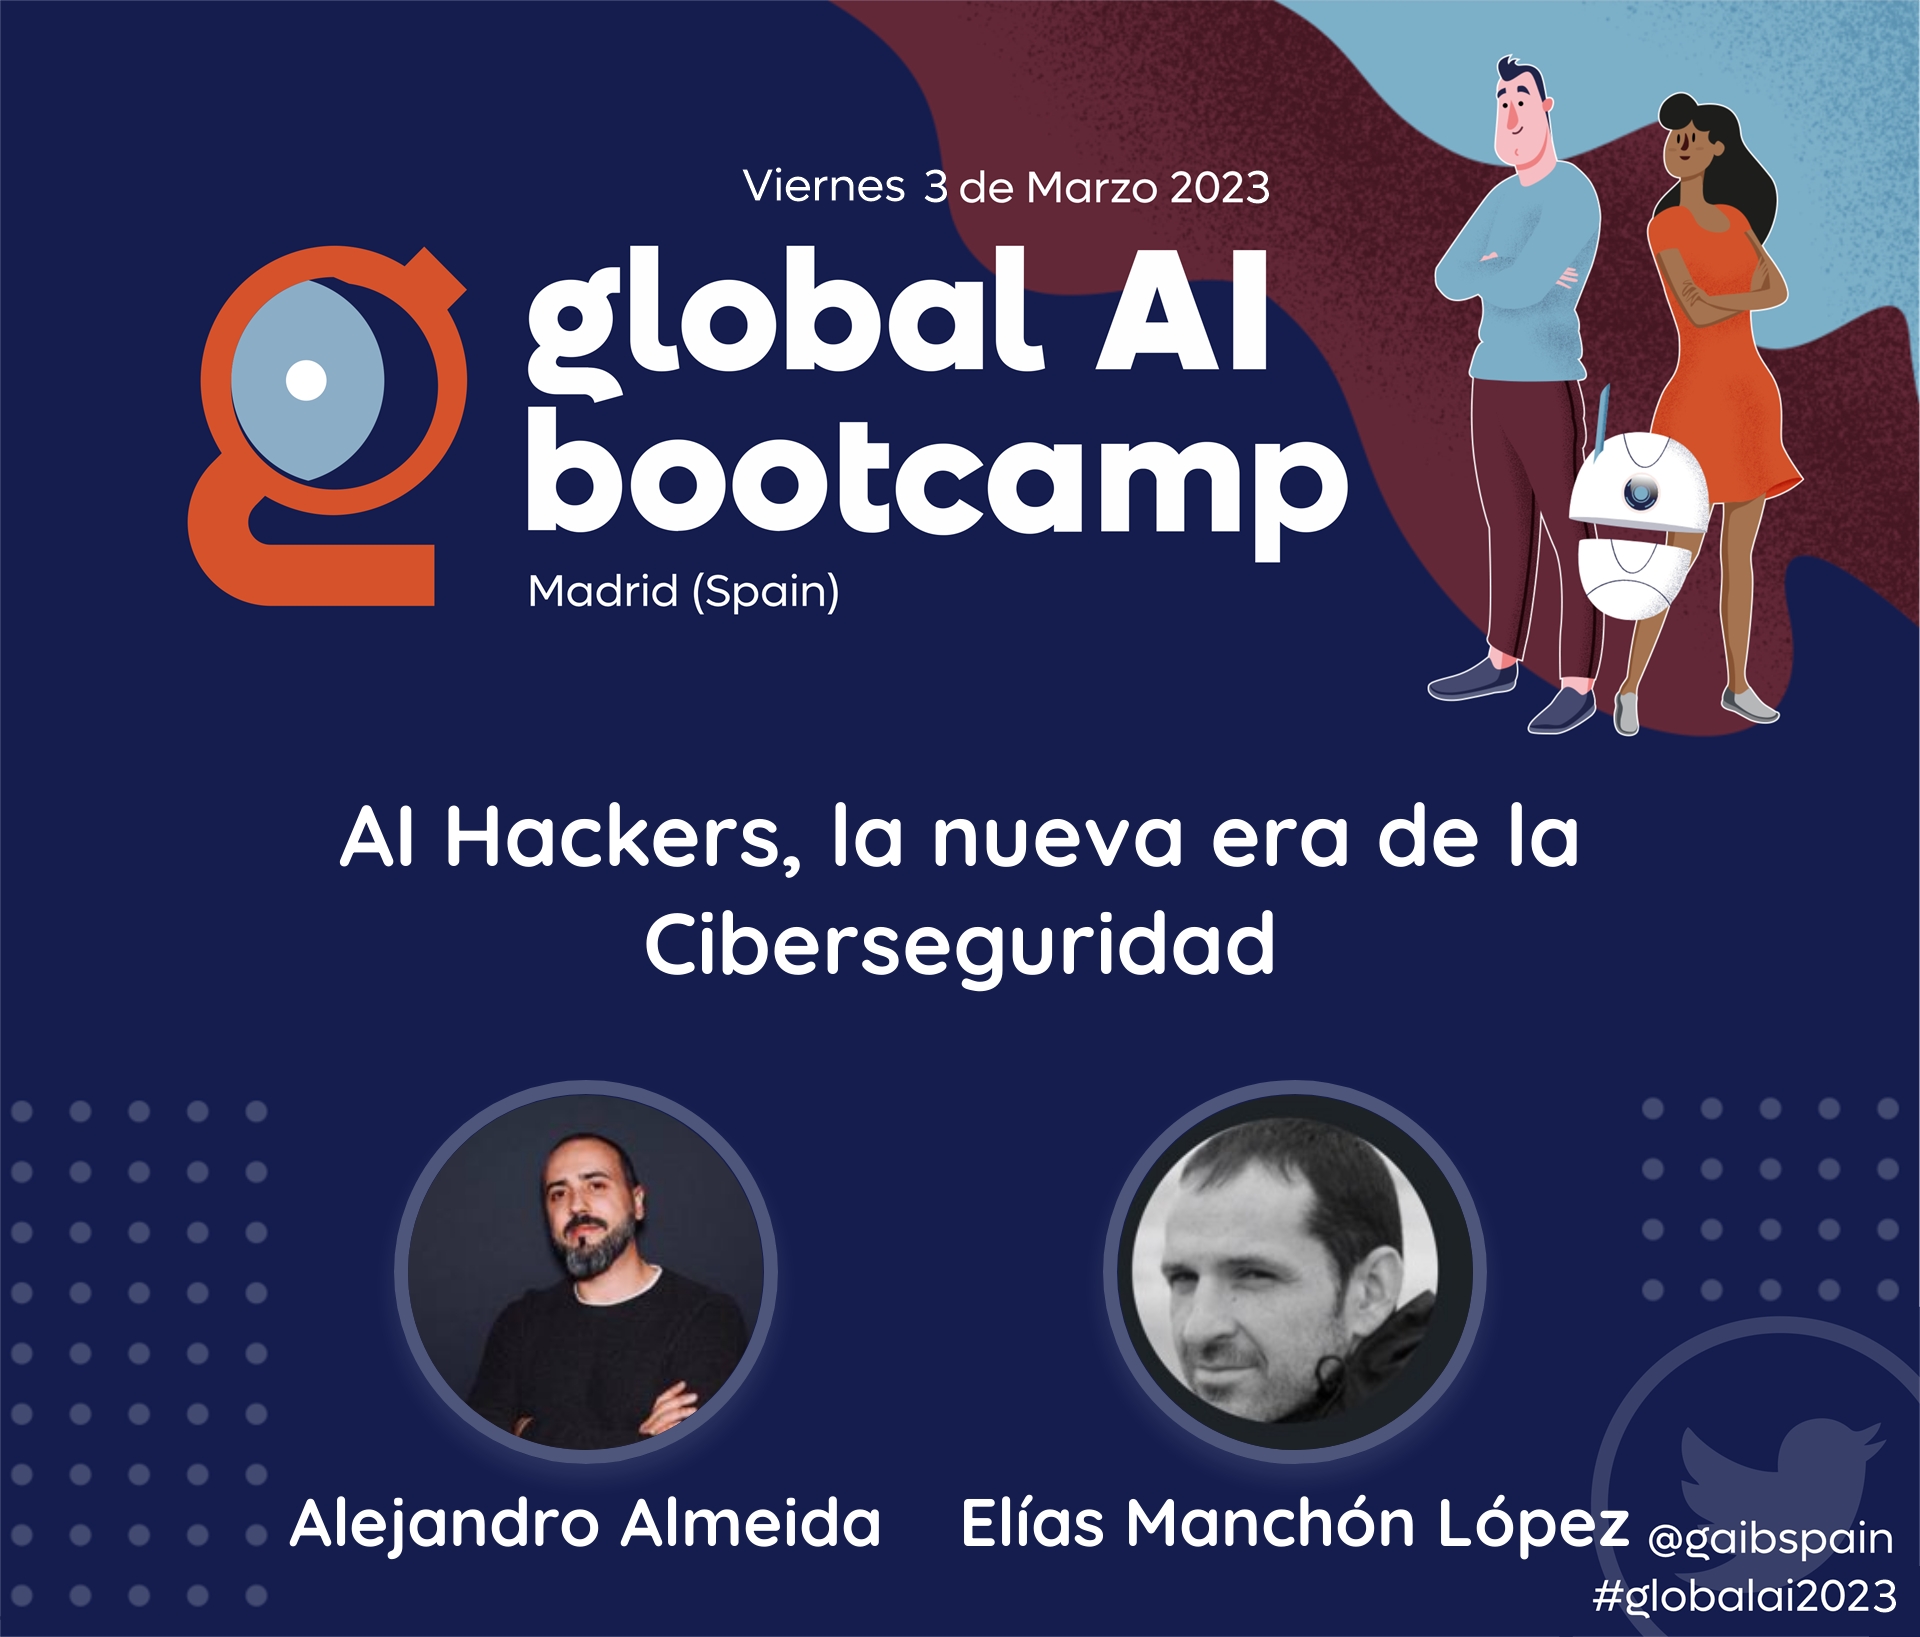 Viernes 3 de Marzo 2023
global AI
bootcamp
Madrid (Spain)
AI Hackers, la nueva era de la
Ciberseguridad
Alejandro Almeida
Elías Manchón López
@gaibspain
#globalai2023